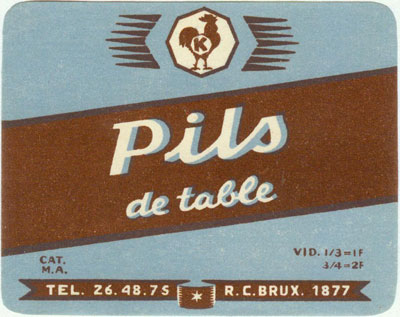 K
Pils
de table
CAT.
M.A.
VID. 1/3=1F
3/4=2F
TEL. 26.48.75
R.C.BRUX. 1877